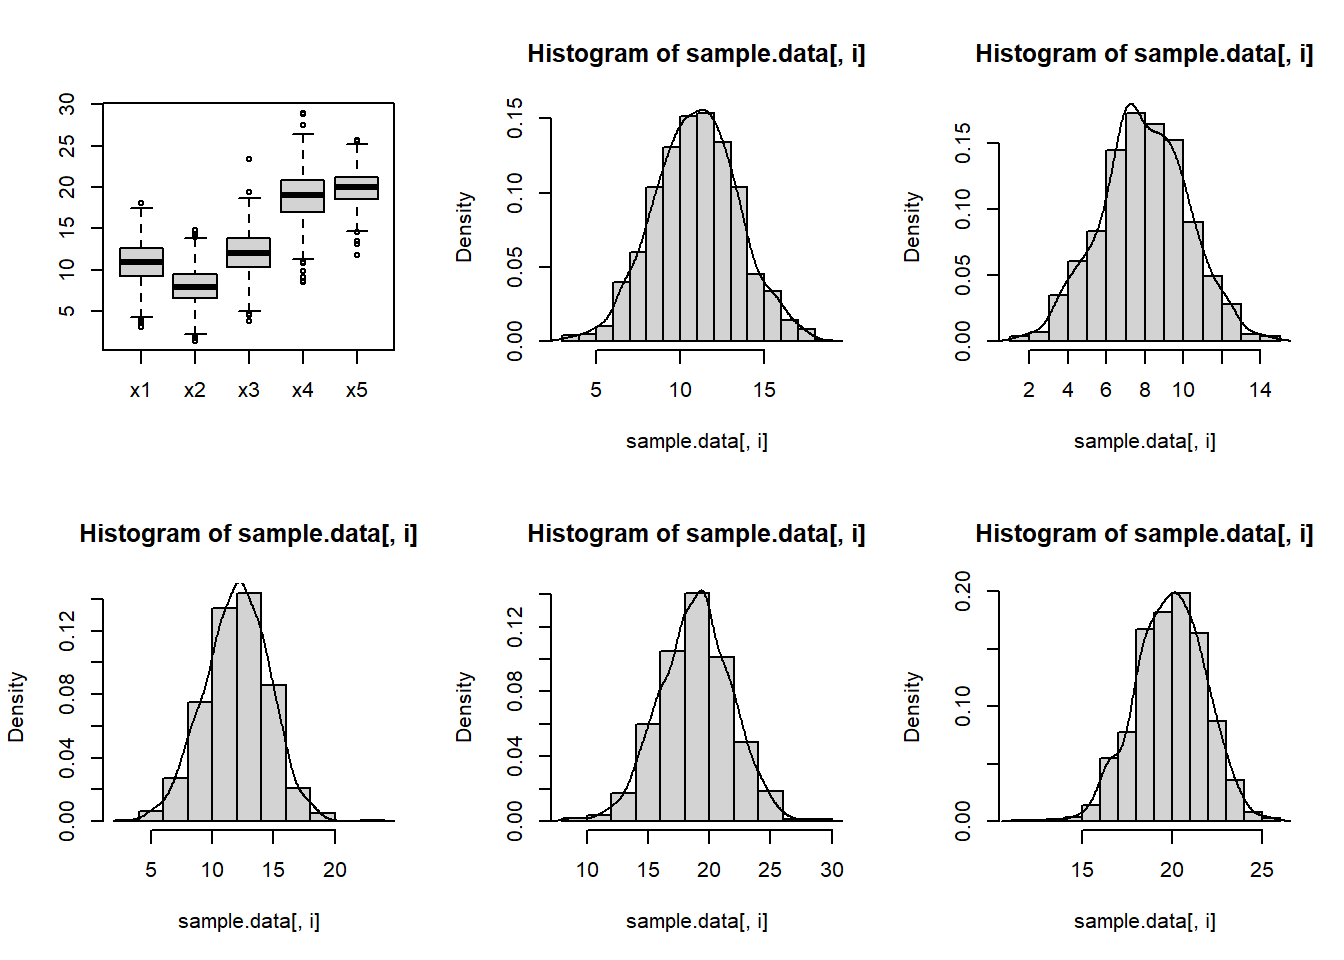 30
25
20
15
10
5
x1 x2 x3 x4 x5
Histogram of sample.data[, i]
Density
0.15
0.10
0.05
0.00
5 10 15
sample.data[, i]
Histogram of sample.data[, i]
Density
0.15
0.10
0.05
0.00
2 4 6 8 10 14
sample.data[, i]
Histogram of sample.data[, i]
Density
0.12
0.08
0.04
0.00
5 10 15 20
sample.data[, i]
Histogram of sample.data[, i]
Density
0.12
0.08
0.04
0.00
10 15 20 25 30
sample.data[, i]
Histogram of sample.data[, i]
Density
0.20
0.10
0.00
15 20 25
sample.data[, i]